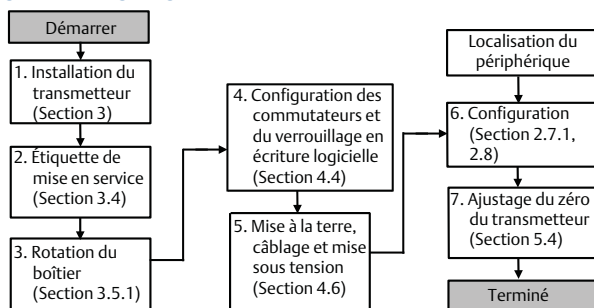 Démarrer
1. Installation du
transmetteur
(Section 3)
2. Étiquette de
mise en service
(Section 3.4)
3. Rotation du
boîtier
(Section 3.5.1)
4. Configuration des
commutateurs et
du verrouillage en
écriture logicielle
(Section 4.4)
5. Mise à la terre,
câblage et mise
sous tension
(Section 4.6)
Localisation du
périphérique
6. Configuration
(Section 2.7.1,
2.8)
7. Ajustage du zéro
du transmetteur
(Section 5.4)
Terminé